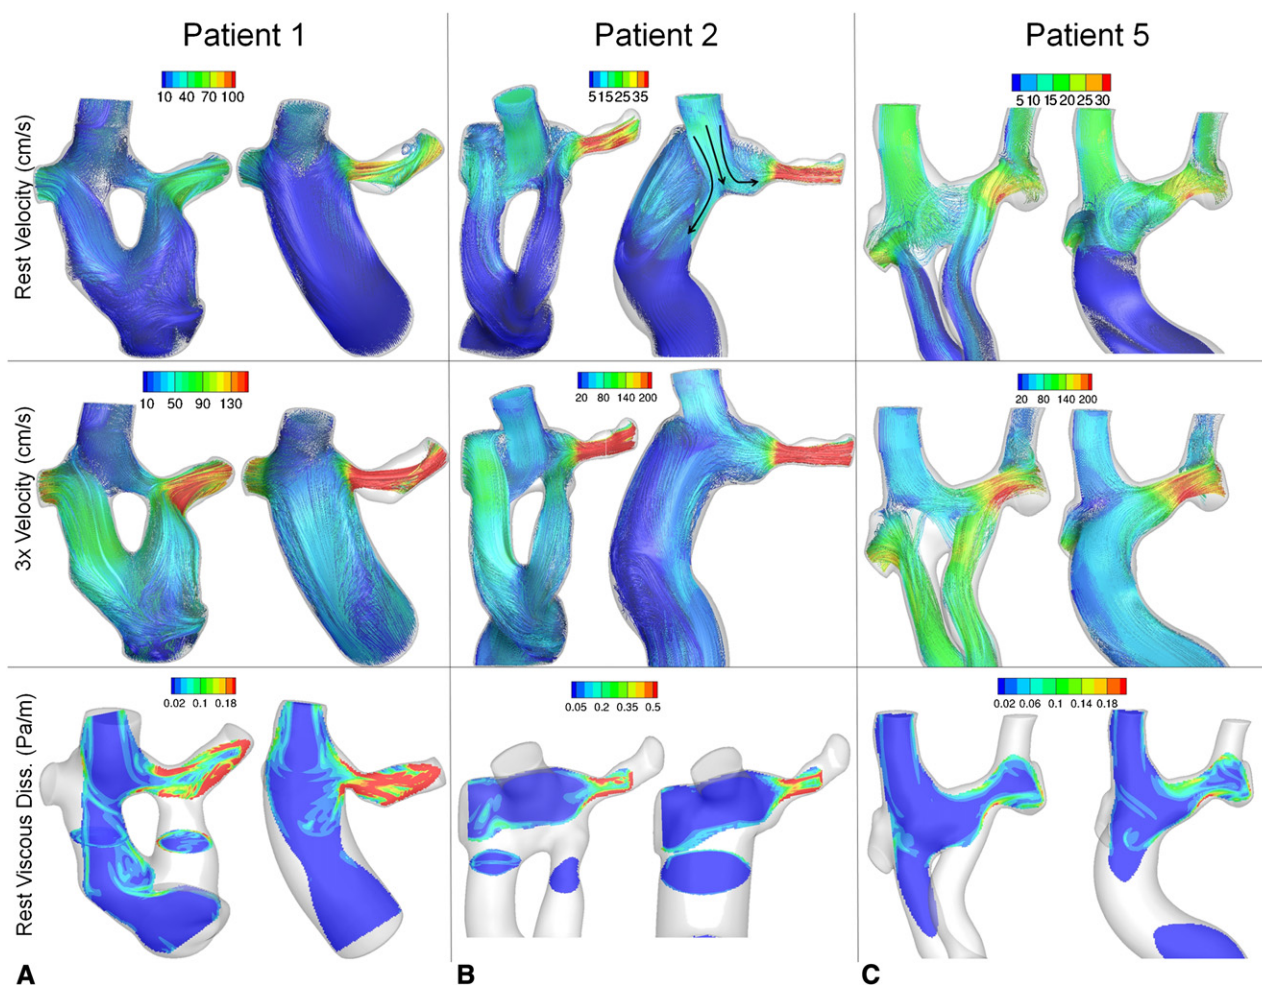 Patient 1
Patient 2
Patient 5
Rest Velocity (cm/s)
10 40 70 100
5 15 25 35
5 10 15 20 25 30
3x Velocity (cm/s)
10 50 90 130
20 80 140 200
20 80 140 200
Rest Viscous Diss. (Pa/m)
0.02 0.1 0.18
0.05 0.2 0.35 0.5
0.02 0.06 0.1 0.14 0.18
A
B
C